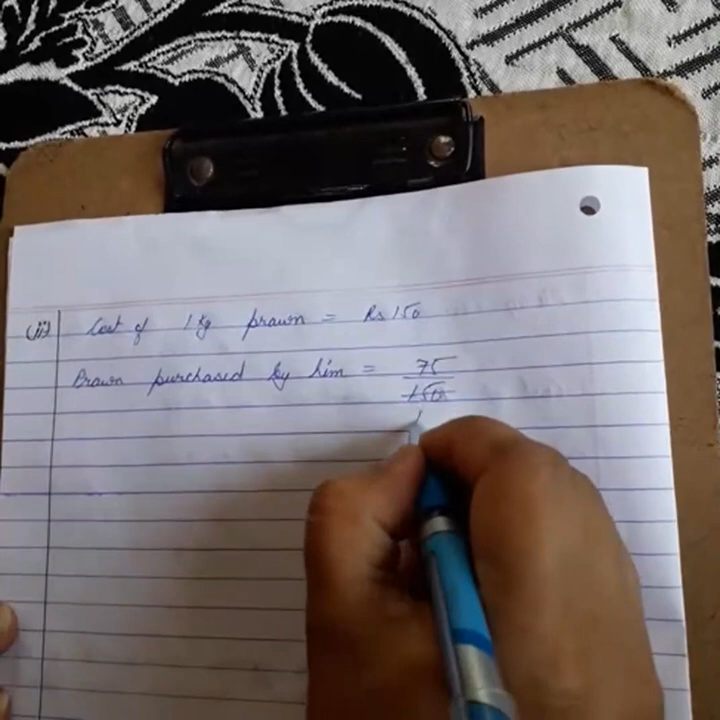 (ii) Cost of 1 Kg prawn = Rs 150
Prawn purchased by him = 75
150